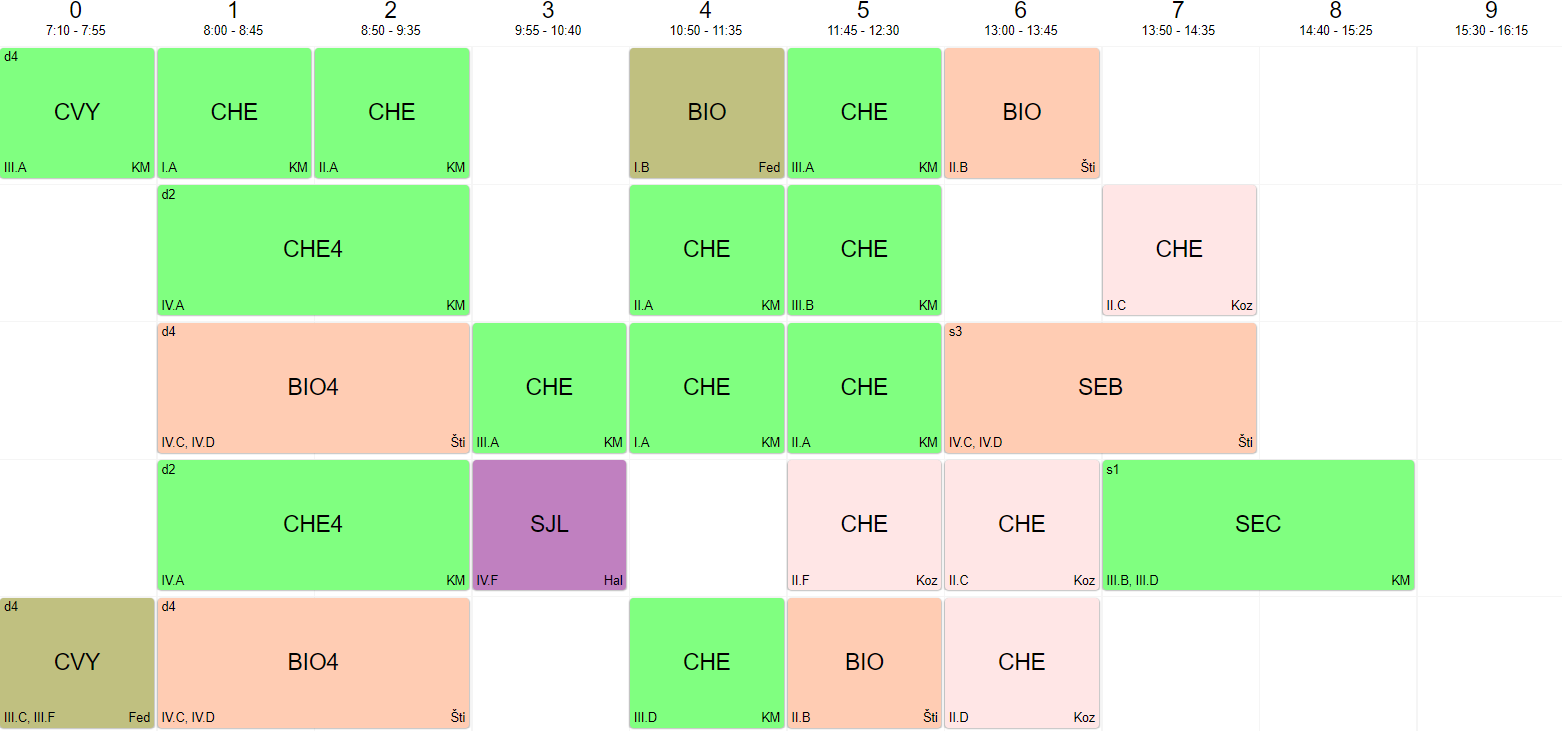 0 1 2 3 4 5 6 7 8 9
7:10 - 7:55 8:00 - 8:45 8:50 - 9:35 9:55 - 10:40 10:50 - 11:35 11:45 - 12:30 13:00 - 13:45 13:50 - 14:35 14:40 - 15:25 15:30 - 16:15
d4
CVY CHE CHE BIO CHE BIO
III.A KM I.A KM II.A KM I.B Fed III.A KM II.B Šti
d2
CHE4 CHE CHE CHE
IV.A KM II.A KM III.B KM II.C Koz
d4 s3
BIO4 CHE CHE CHE SEB
IV.C, IV.D Šti III.A KM I.A KM II.A KM IV.C, IV.D Šti
d2 s1
CHE4 SJL CHE CHE SEC
IV.A KM IV.F Hal II.F Koz II.C Koz III.B, III.D KM
d4 d4
CVY BIO4 CHE BIO CHE
III.C, III.F Fed IV.C, IV.D Šti III.D KM II.B Šti II.D Koz